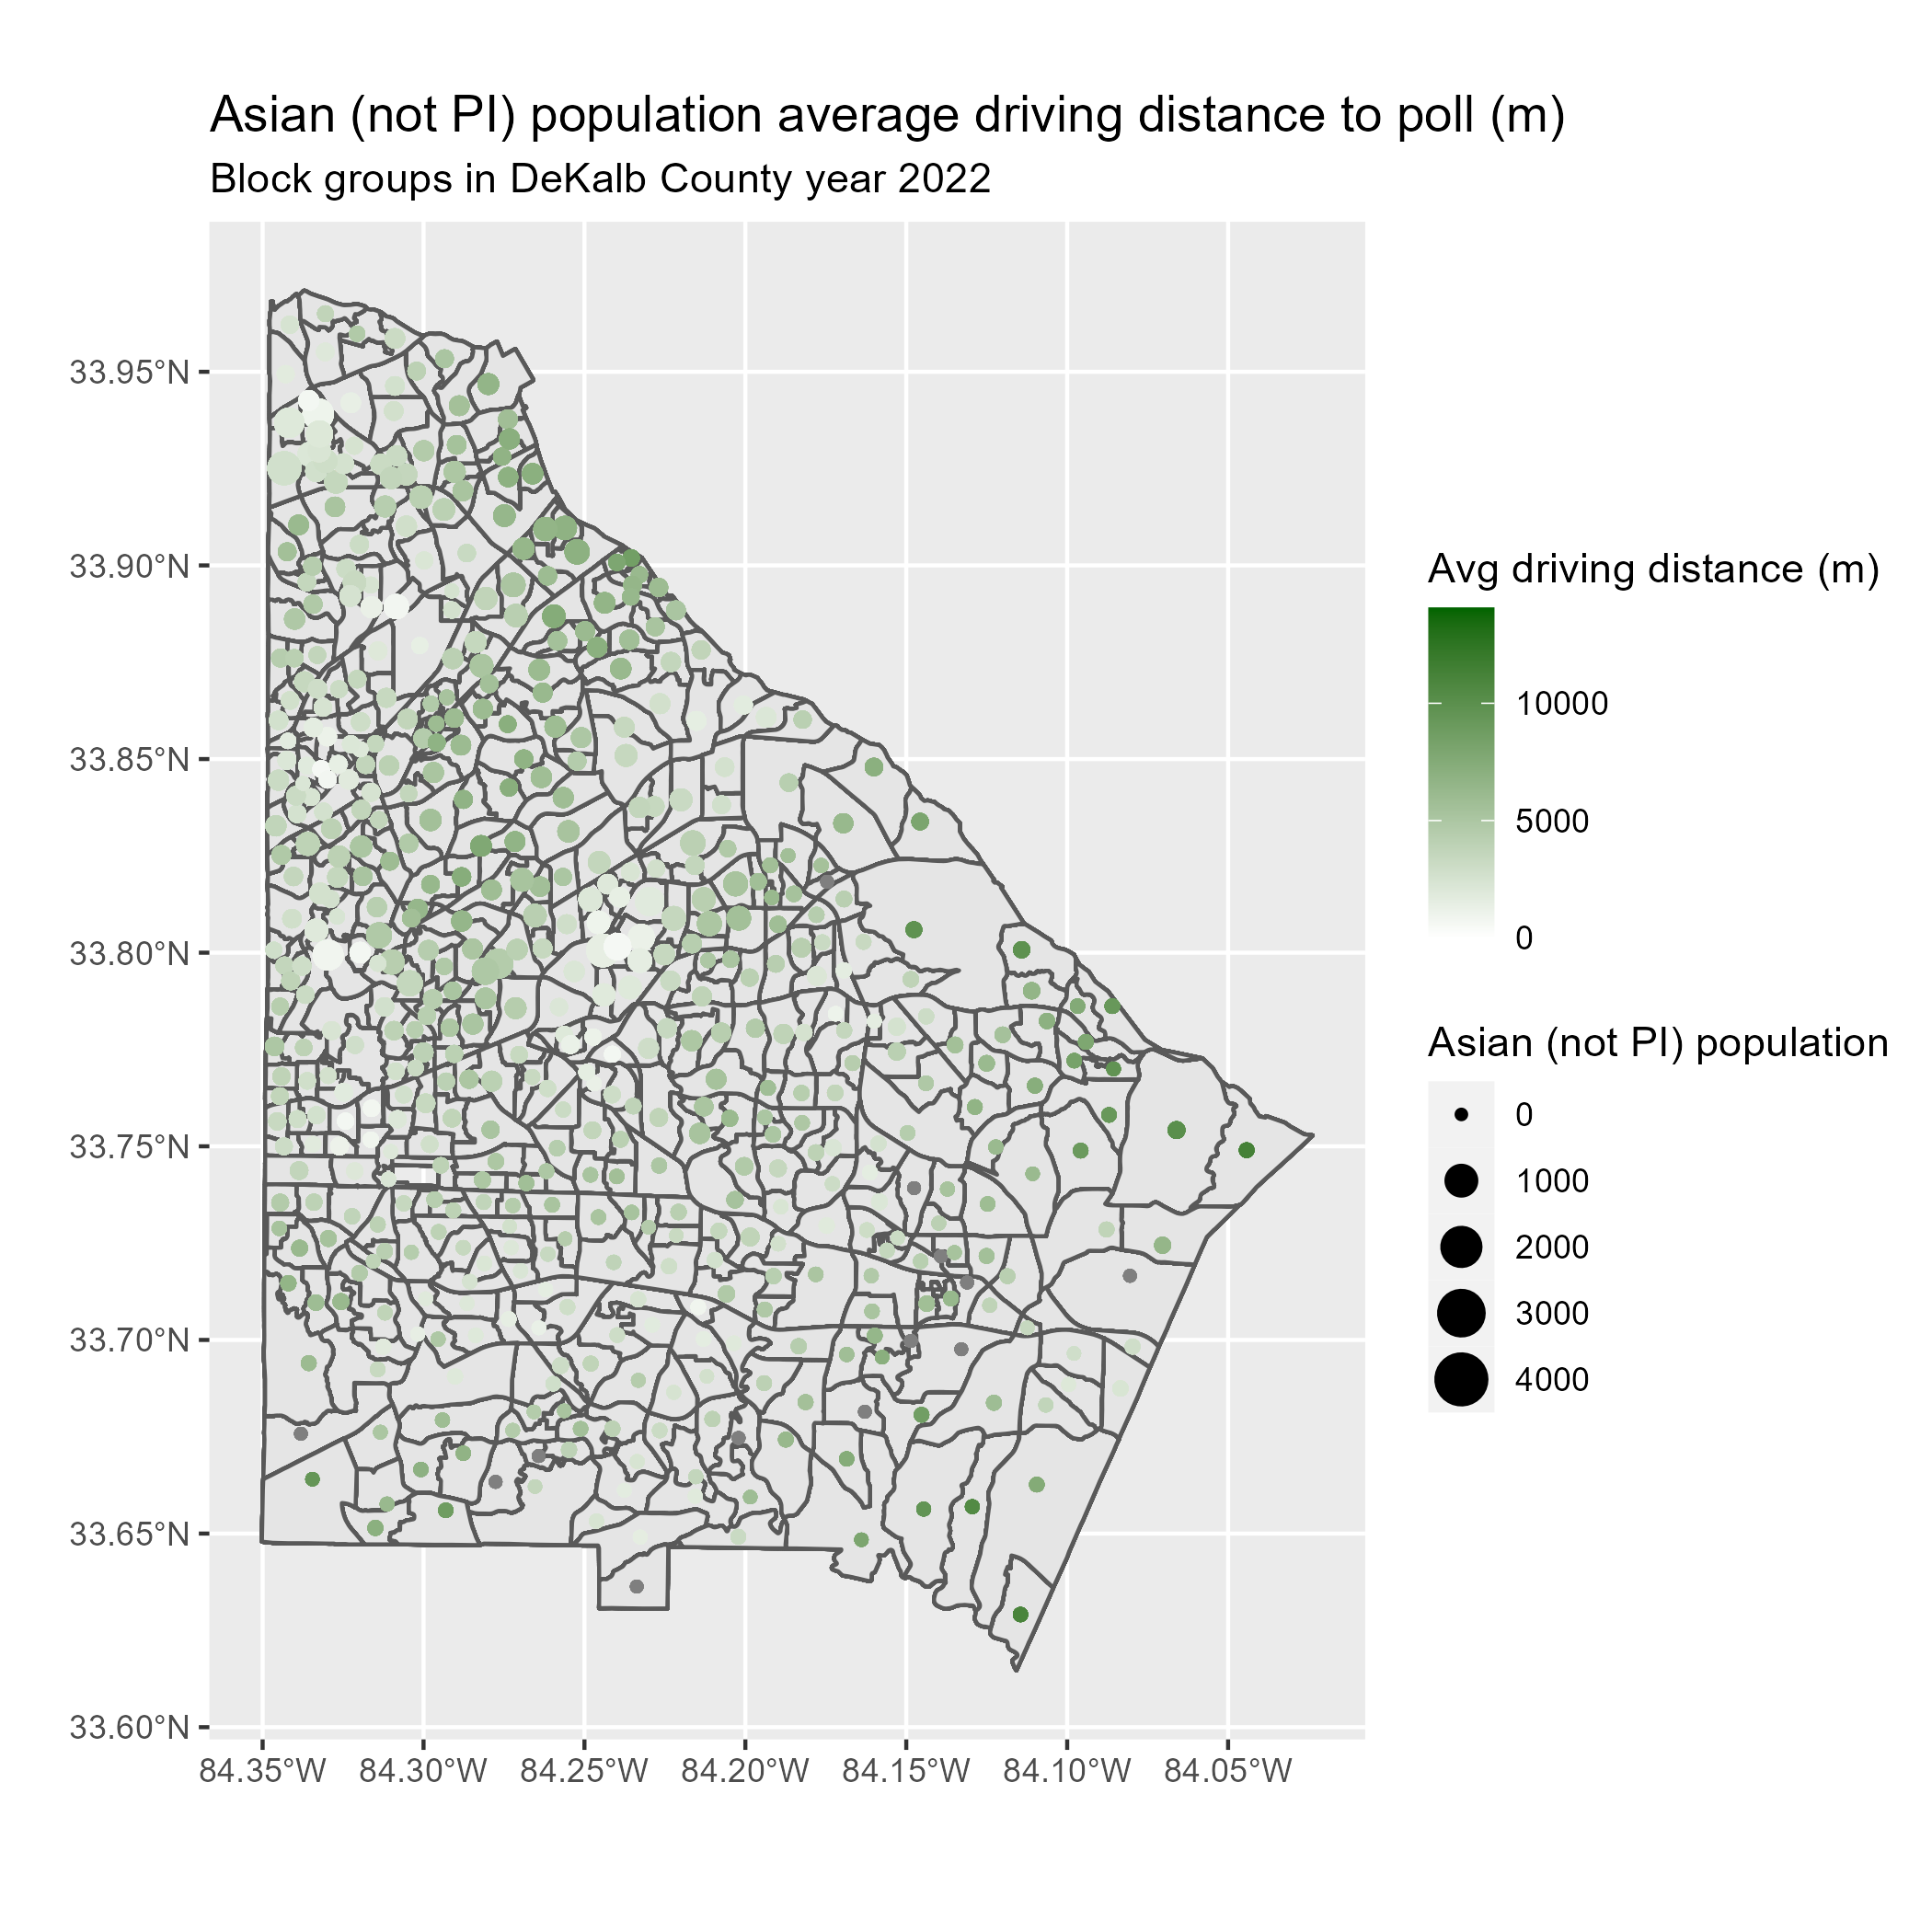 Asian (not PI) population average driving distance to poll (m)
Block groups in DeKalb County year 2022
33.95°N
33.90°N
33.85°N
33.80°N
33.75°N
33.70°N
33.65°N
33.60°N
84.35°W 84.30°W 84.25°W 84.20°W 84.15°W 84.10°W 84.05°W
Avg driving distance (m)
10000
5000
0
Asian (not PI) population
0
1000
2000
3000
4000